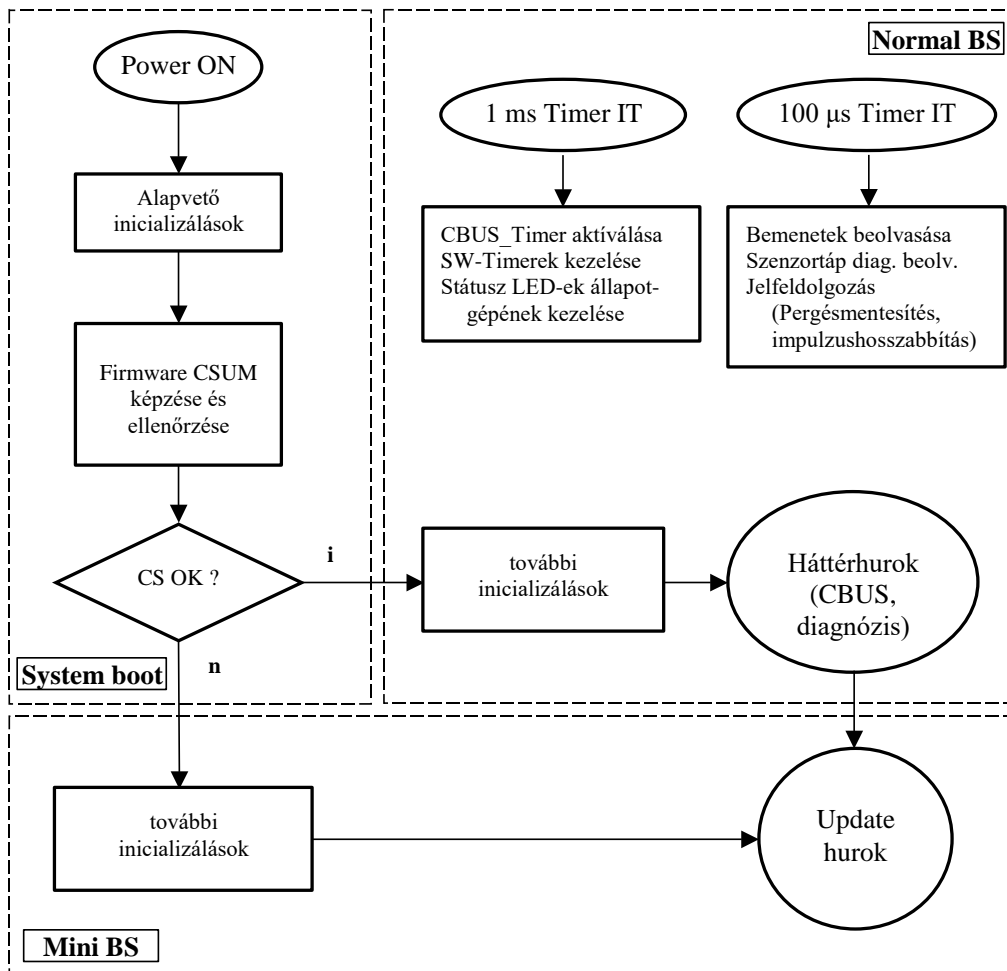 Power ON
Alapvető
inicializálások
Firmware CSUM
képzése és
ellenőrzése
CS OK ?
i
n
System boot
Normal BS
1 ms Timer IT
CBUS_Timer aktíválása
SW-Timerek kezelése
Státusz LED-ek állapot-
gépének kezelése
100 μs Timer IT
Bemenetek beolvasása
Szenzortáp diag. beolv.
Jelfeldolgozás
(Pergésmentesítés,
impulzushosszabbítás)
további
inicializálások
Háttérhurok
(CBUS,
diagnózis)
további
inicializálások
Update
hurok
Mini BS